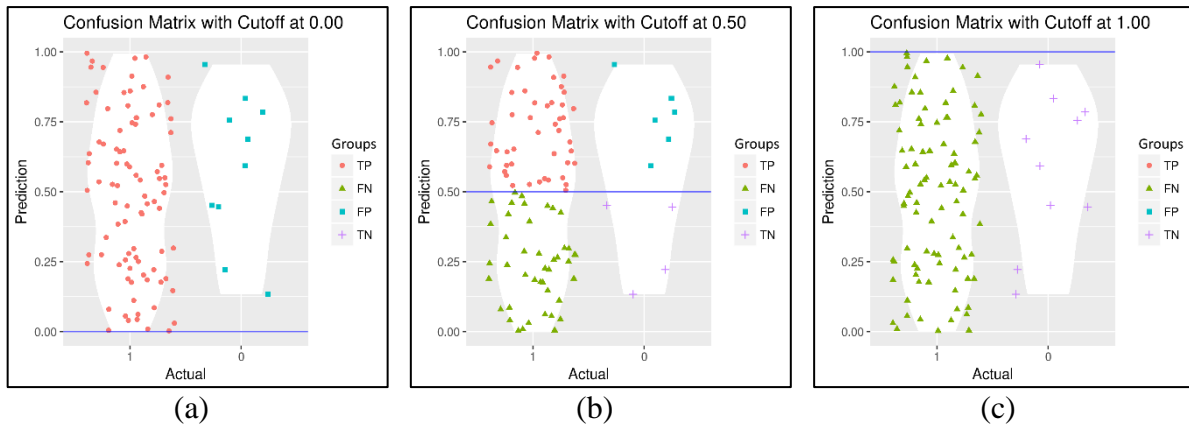 Confusion Matrix with Cutoff at 0.00
1.00
0.75
0.50
0.25
0.00
Prediction
1
0
Actual
Groups
TP
FN
FP
TN
(a)
Confusion Matrix with Cutoff at 0.50
1.00
0.75
0.50
0.25
0.00
Prediction
1
0
Actual
Groups
TP
FN
FP
TN
(b)
Confusion Matrix with Cutoff at 1.00
1.00
0.75
0.50
0.25
0.00
Prediction
1
0
Actual
Groups
TP
FN
FP
TN
(c)